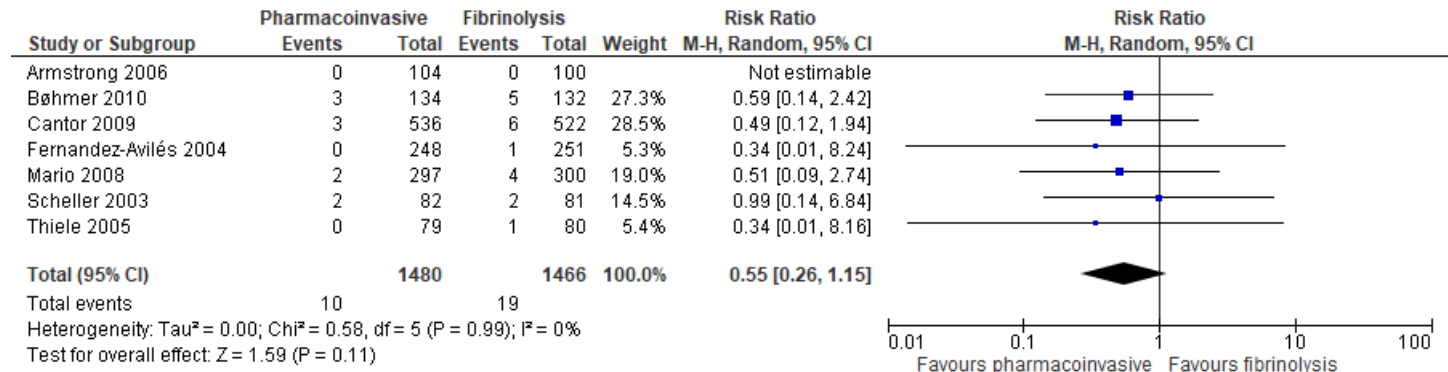 Pharmacoinvasive Fibrinolysis Risk Ratio Risk Ratio
Study or Subgroup Events Total Events Total Weight M-H, Random, 95% CI M-H, Random, 95% CI
Armstrong 2006 0 104 0 100 Not estimable
Bøhmer 2010 3 134 5 132 27.3% 0.59 [0.14, 2.42]
Cantor 2009 3 536 6 522 28.5% 0.49 [0.12, 1.94]
Fernandez-Avilés 2004 0 248 1 251 5.3% 0.34 [0.01, 8.24]
Mario 2008 2 297 4 300 19.0% 0.51 [0.09, 2.74]
Scheller 2003 2 82 2 81 14.5% 0.99 [0.14, 6.84]
Thiele 2005 0 79 1 80 5.4% 0.34 [0.01, 8.16]
Total (95% CI) 1480 1466 100.0% 0.55 [0.26, 1.15]
Total events 10 19
Heterogeneity: Tau² = 0.00; Chi² = 0.58, df = 5 (P = 0.99); I² = 0%
Test for overall effect: Z = 1.59 (P = 0.11)
0.01 0.1 1 10 100
Favours pharmacoinvasive Favours fibrinolysis